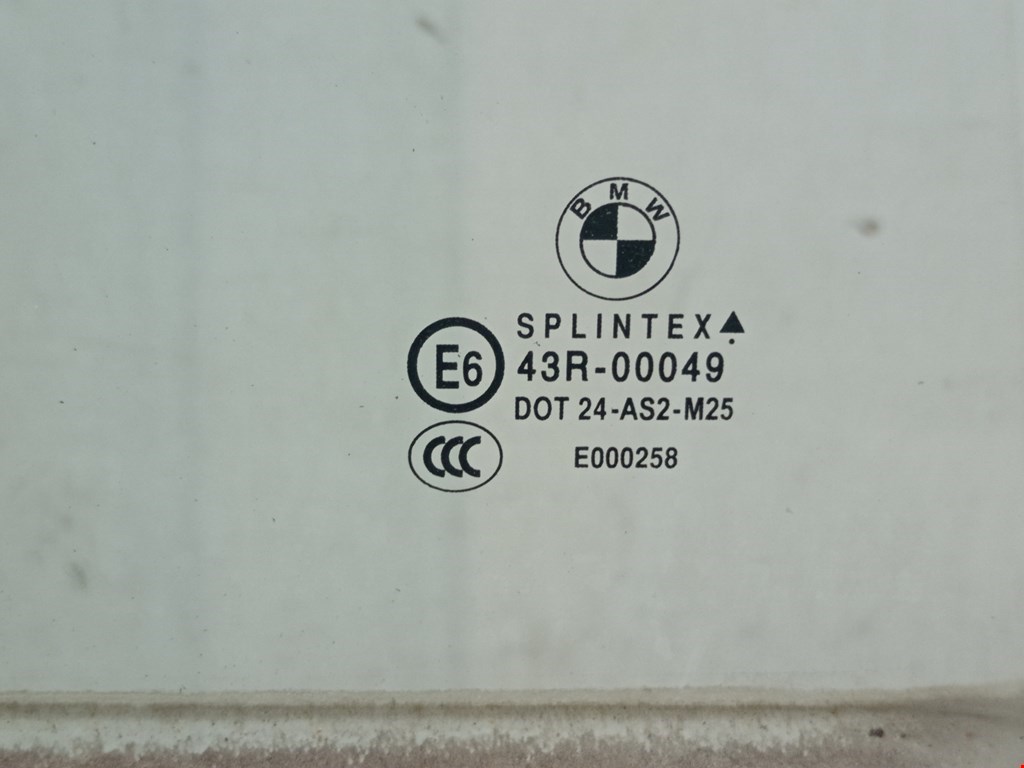 BMW
SPLINTEX
E6 43R-00049
DOT 24-AS2-M25
CCC E000258